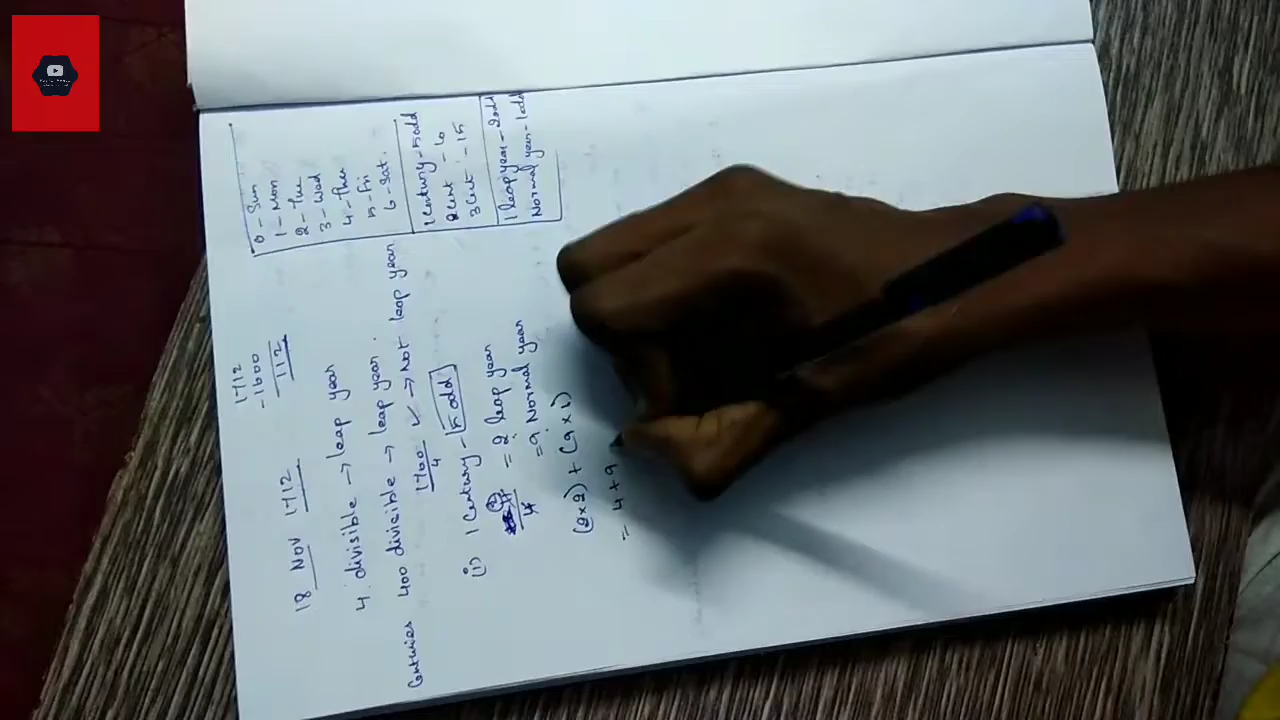 1712
- 1600
112
18 Nov 1712
4 divisible → leap year
Centuries 400 divisible → leap year.
1700 ✓ → Not leap year
4
(i) 1 Century - 5 odd
= 2 leap year
4
= 9 Normal year
(2×2) + (9×1)
= 4+9
0 - Sun
1 - Mon
2 - Tue
3 - Wed
4 - Thu
5 - Fri
6 - Sat.
1 Century - 5 odd
2 Cent - 6
3 Cent - 15
1 leap year - 2 odd
Normal year - 1 odd